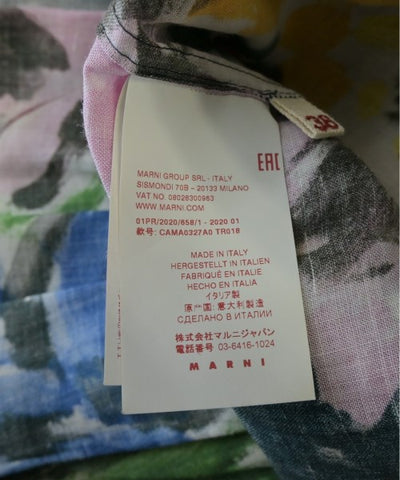 38
EAC
MARNI GROUP SRL - ITALY
SISMONDI 70B - 20133 MILANO
VAT NO: 08026300963
WWW.MARNI.COM
01PR/2020/658/1 - 2020 01
款号: CAMA0327A0 TR018
MADE IN ITALY
HERGESTELLT IN ITALIEN
FABRIQUÉ EN ITALIE
HECHO EN ITALIA
イタリア製
原产国: 意大利製造
СДЕЛАНО В ИТАЛИИ
株式会社マルニジャパン
電話番号 03-6416-1024
MARNI